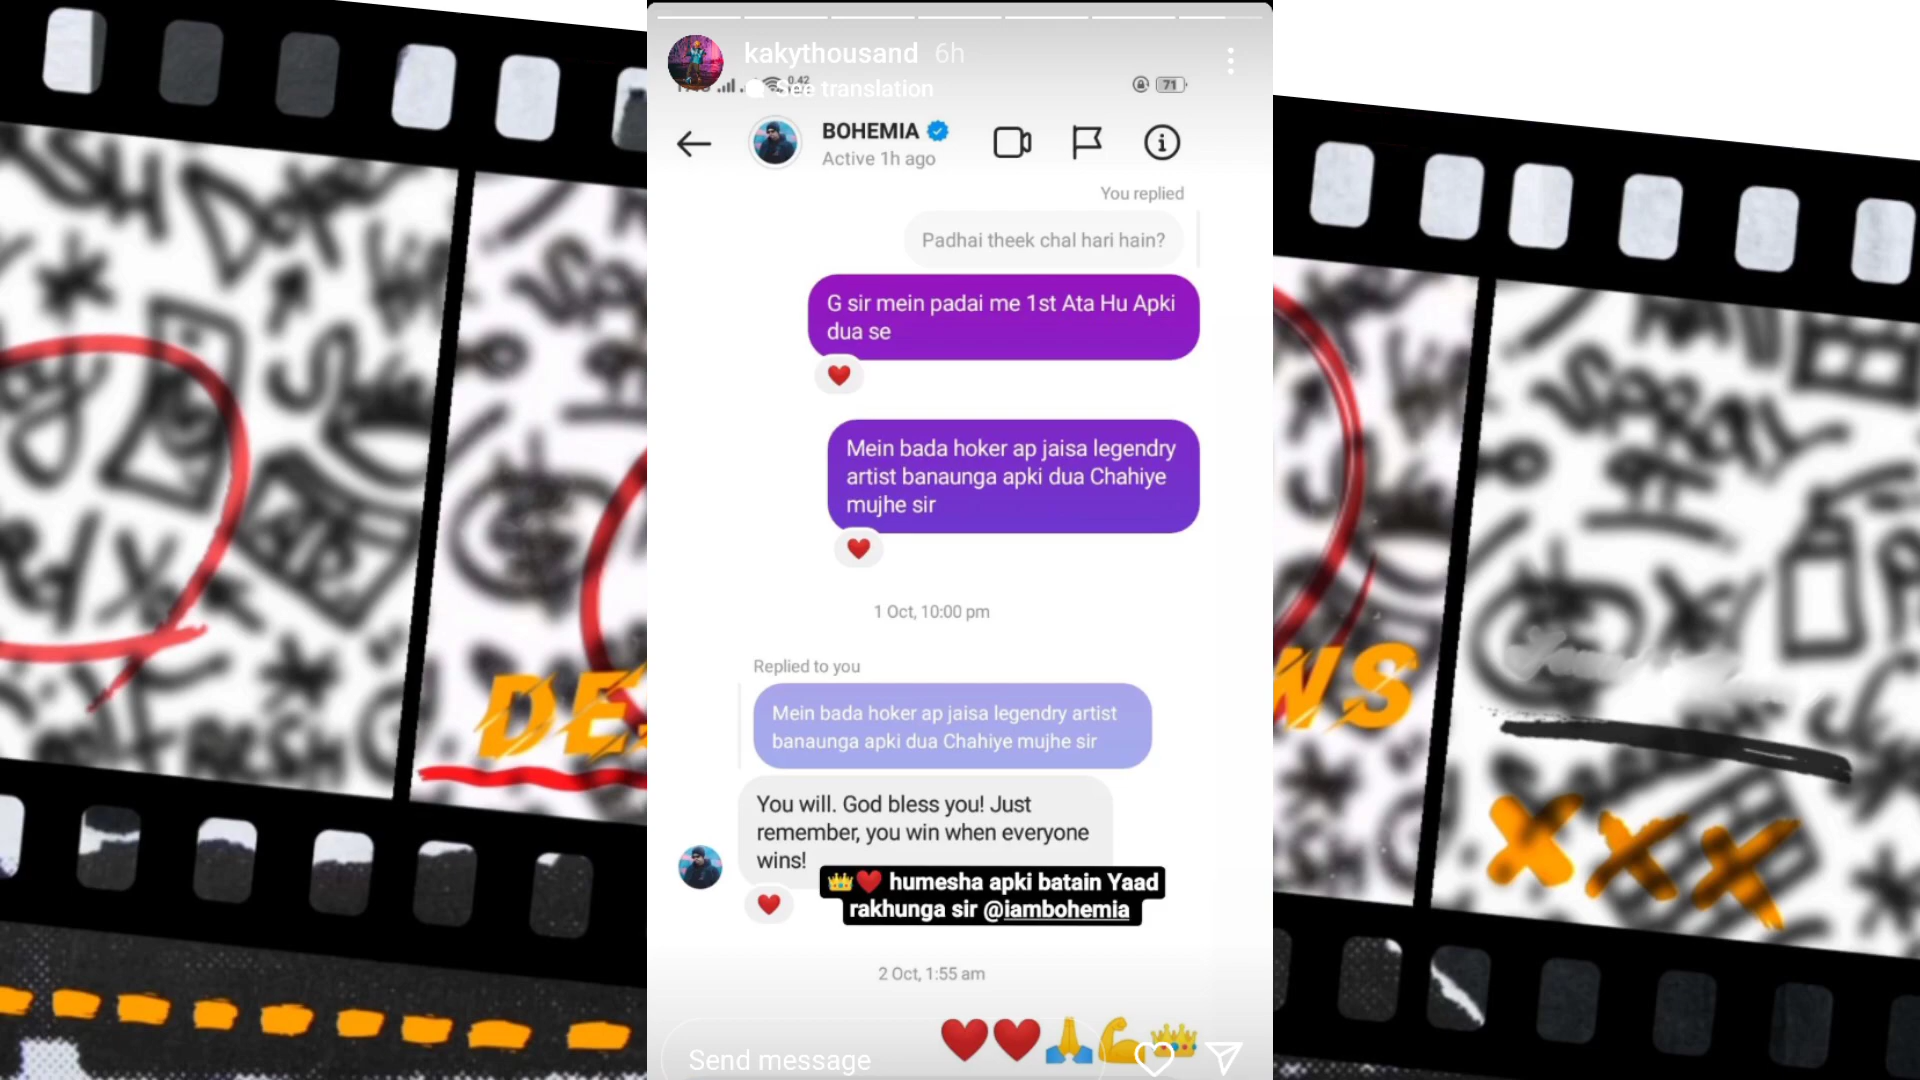 kakythousand 6h
0.42
71
See translation
BOHEMIA
Active 1h ago
You replied
Padhai theek chal hari hain?
G sir mein padai me 1st Ata Hu Apki
dua se
Mein bada hoker ap jaisa legendry
artist banaunga apki dua Chahiye
mujhe sir
1 Oct, 10:00 pm
Replied to you
Mein bada hoker ap jaisa legendry artist
banaunga apki dua Chahiye mujhe sir
You will. God bless you! Just
remember, you win when everyone
wins!
👑❤️ humesha apki batain Yaad
rakhunga sir @iambohemia
2 Oct, 1:55 am
❤️❤️🙏💪👑
Send message
XXX